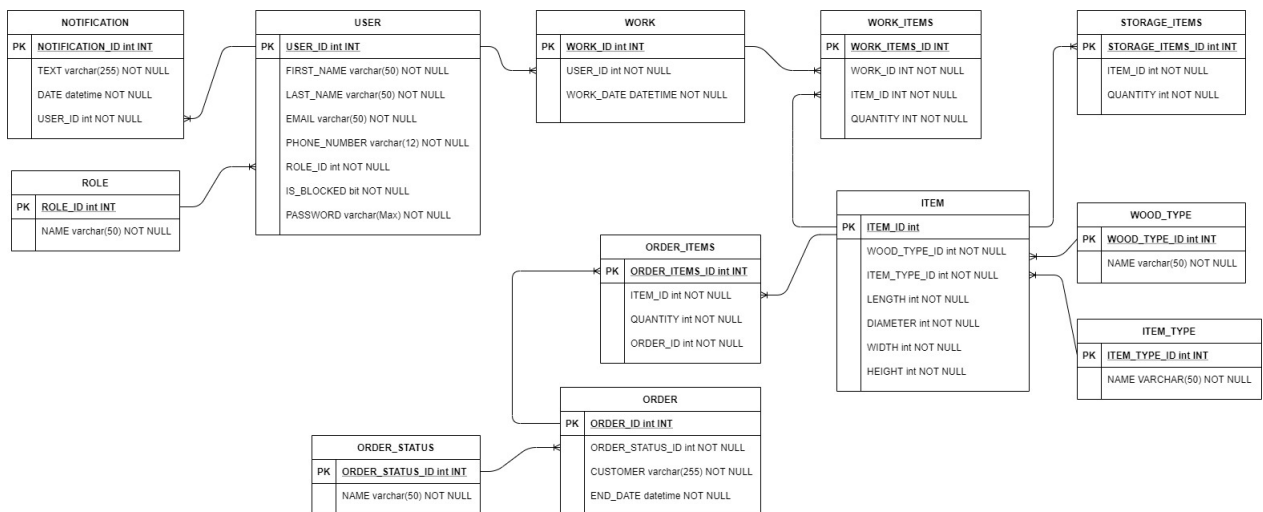 NOTIFICATION
PK NOTIFICATION_ID int INT
TEXT varchar(255) NOT NULL
DATE datetime NOT NULL
USER_ID int NOT NULL
USER
PK USER_ID int INT
FIRST_NAME varchar(50) NOT NULL
LAST_NAME varchar(50) NOT NULL
EMAIL varchar(50) NOT NULL
PHONE_NUMBER varchar(12) NOT NULL
ROLE_ID int NOT NULL
IS_BLOCKED bit NOT NULL
PASSWORD varchar(Max) NOT NULL
WORK
PK WORK_ID int INT
USER_ID int NOT NULL
WORK_DATE DATETIME NOT NULL
WORK_ITEMS
PK WORK_ITEMS_ID INT
WORK_ID INT NOT NULL
ITEM_ID INT NOT NULL
QUANTITY INT NOT NULL
STORAGE_ITEMS
PK STORAGE_ITEMS_ID int INT
ITEM_ID int NOT NULL
QUANTITY int NOT NULL
ROLE
PK ROLE_ID int INT
NAME varchar(50) NOT NULL
ITEM
PK ITEM_ID int
WOOD_TYPE_ID int NOT NULL
ITEM_TYPE_ID int NOT NULL
LENGTH int NOT NULL
DIAMETER int NOT NULL
WIDTH int NOT NULL
HEIGHT int NOT NULL
WOOD_TYPE
PK WOOD_TYPE_ID int INT
NAME varchar(50) NOT NULL
ORDER_ITEMS
PK ORDER_ITEMS_ID int INT
ITEM_ID int NOT NULL
QUANTITY int NOT NULL
ORDER_ID int NOT NULL
ITEM_TYPE
PK ITEM_TYPE_ID int INT
NAME VARCHAR(50) NOT NULL
ORDER
PK ORDER_ID int INT
ORDER_STATUS_ID int NOT NULL
CUSTOMER varchar(255) NOT NULL
END_DATE datetime NOT NULL
ORDER_STATUS
PK ORDER_STATUS_ID int INT
NAME varchar(50) NOT NULL